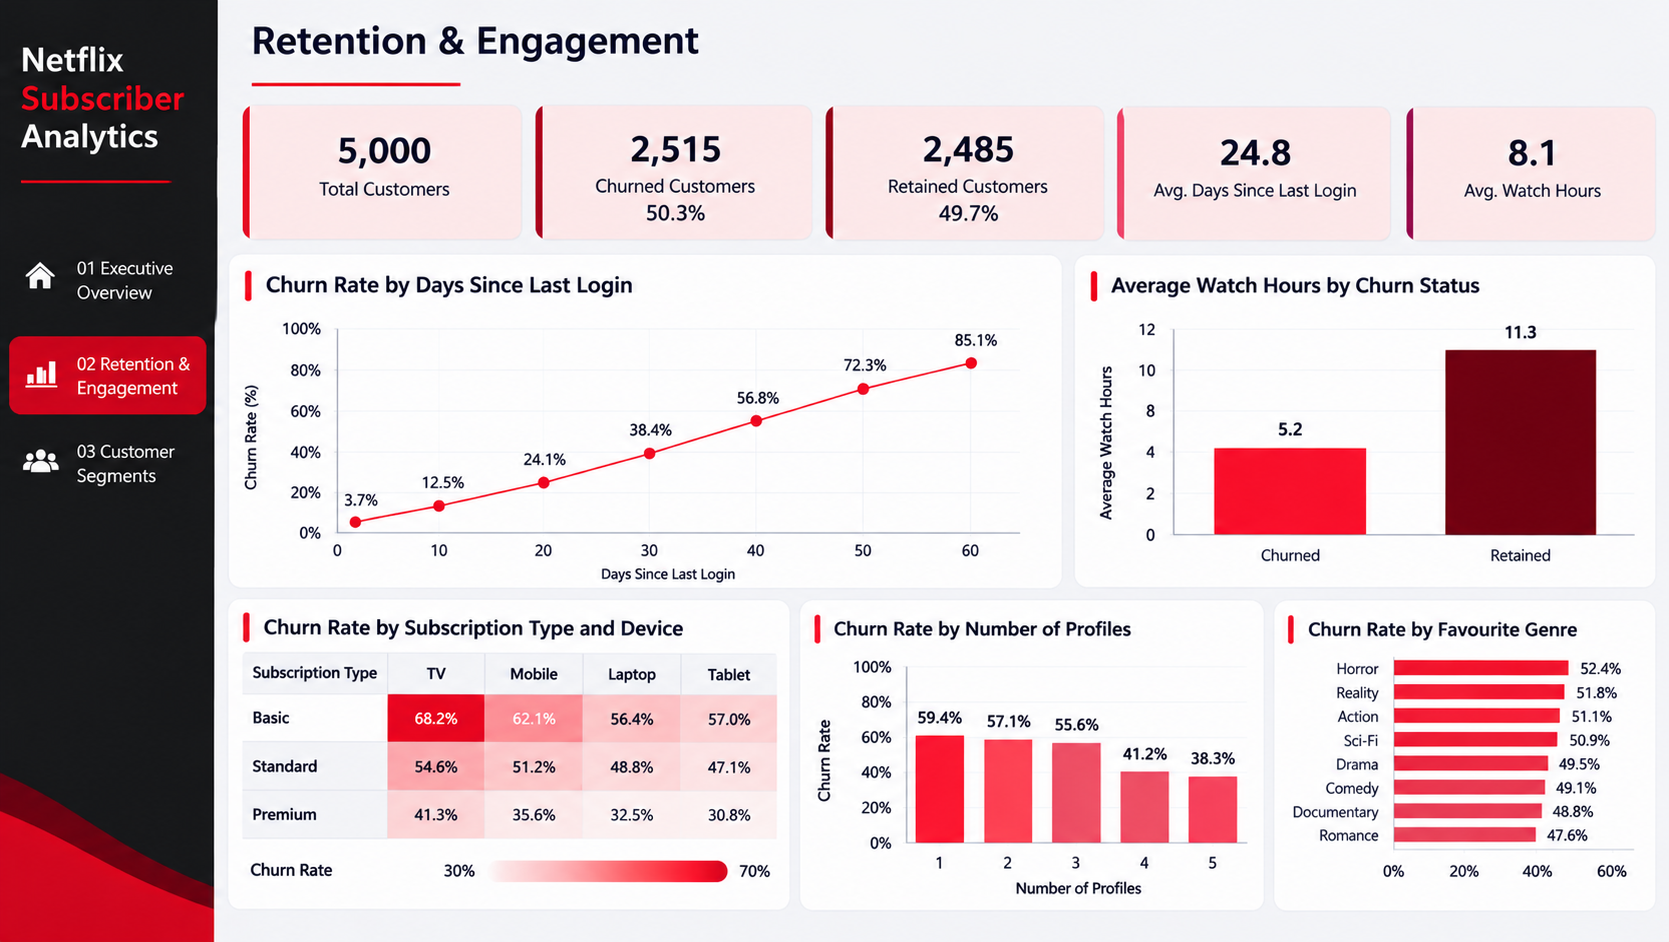 Netflix
Subscriber
Analytics
01 Executive
Overview
02 Retention &
Engagement
03 Customer
Segments
Retention & Engagement
5,000
Total Customers
2,515
Churned Customers
50.3%
2,485
Retained Customers
49.7%
24.8
Avg. Days Since Last Login
8.1
Avg. Watch Hours
Churn Rate by Days Since Last Login
Churn Rate (%)
100%
80%
60%
40%
20%
0%
3.7%
12.5%
24.1%
38.4%
56.8%
72.3%
85.1%
0 10 20 30 40 50 60
Days Since Last Login
Average Watch Hours by Churn Status
Average Watch Hours
12
10
8
4
2
0
5.2
11.3
Churned Retained
Churn Rate by Subscription Type and Device
Subscription Type TV Mobile Laptop Tablet
Basic 68.2% 62.1% 56.4% 57.0%
Standard 54.6% 51.2% 48.8% 47.1%
Premium 41.3% 35.6% 32.5% 30.8%
Churn Rate 30% 70%
Churn Rate by Number of Profiles
Churn Rate
100%
80%
60%
40%
20%
0%
59.4% 57.1% 55.6% 41.2% 38.3%
1 2 3 4 5
Number of Profiles
Churn Rate by Favourite Genre
Horror 52.4%
Reality 51.8%
Action 51.1%
Sci-Fi 50.9%
Drama 49.5%
Comedy 49.1%
Documentary 48.8%
Romance 47.6%
0% 20% 40% 60%